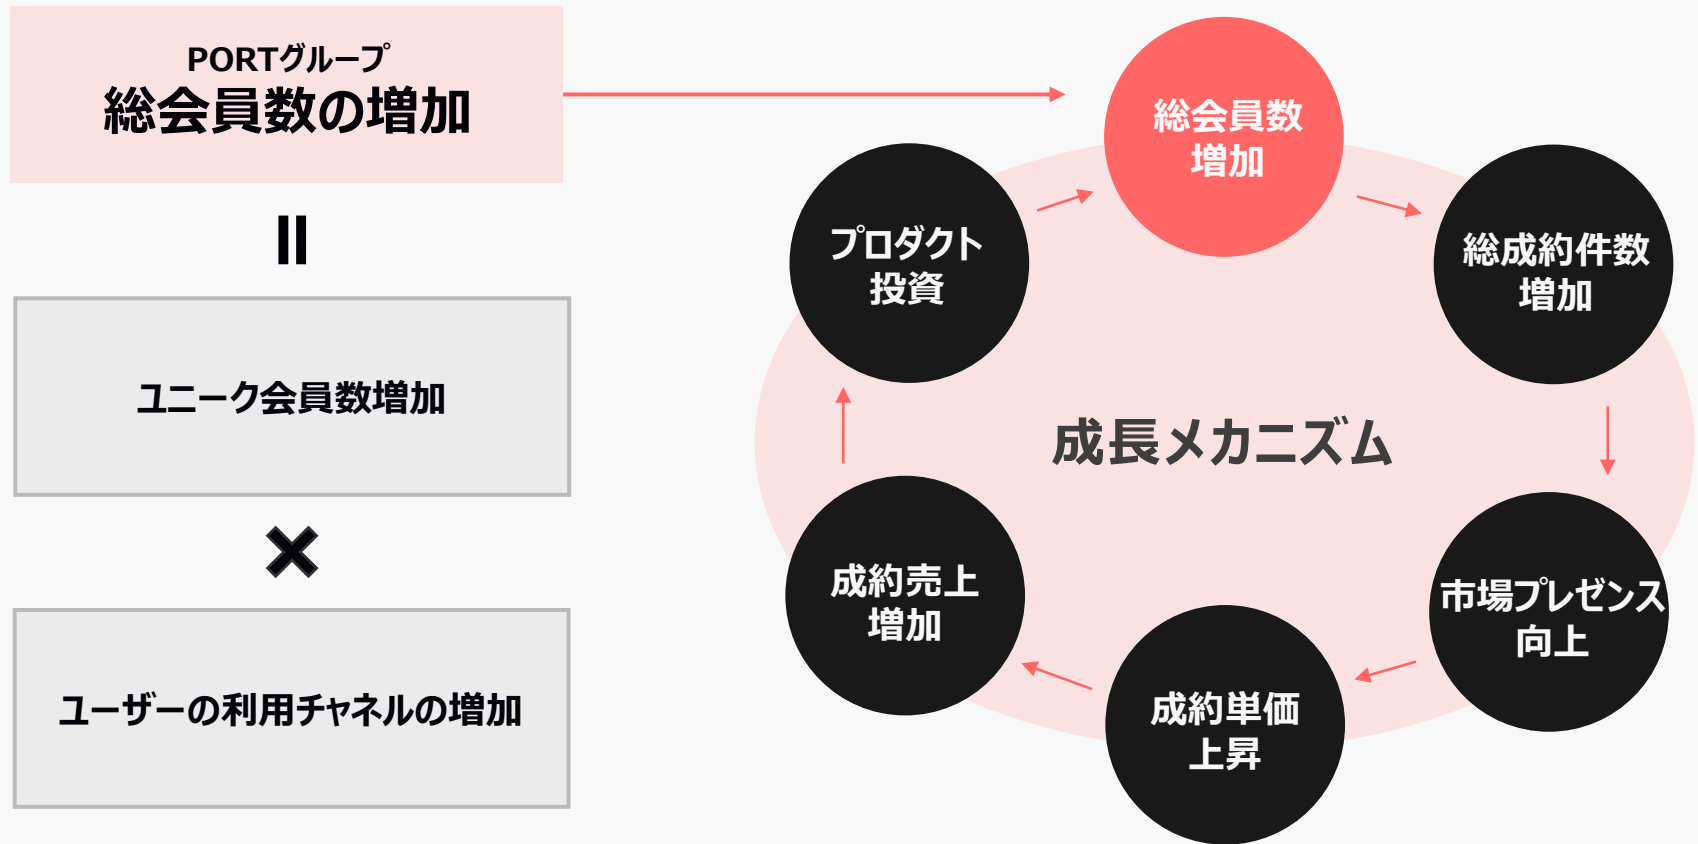 PORTグループ
総会員数の増加
=
ユニーク会員数増加
×
ユーザーの利用チャネルの増加
総会員数
増加
総成約件数
増加
市場プレゼンス
向上
成約単価
上昇
成約売上
増加
プロダクト
投資
成長メカニズム